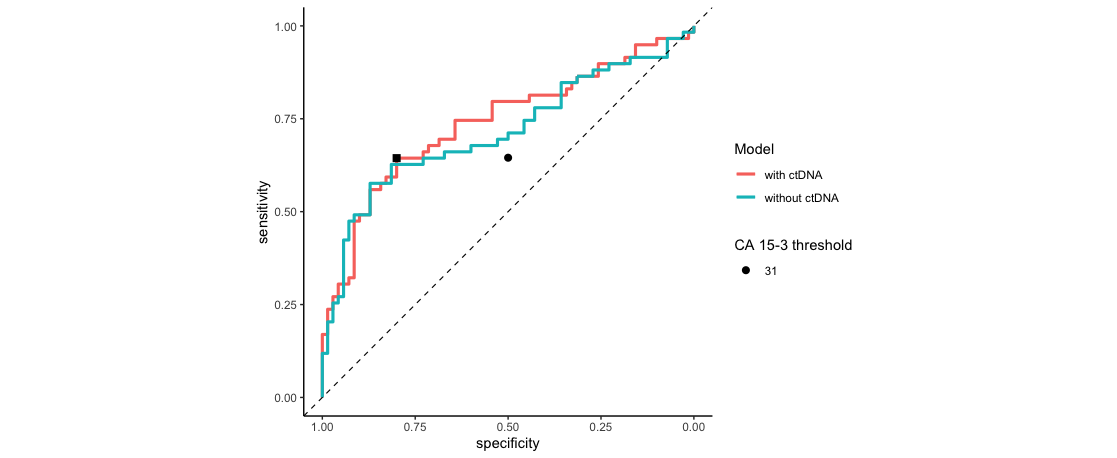 1.00
0.75
0.50
0.25
0.00
sensitivity
1.00 0.75 0.50 0.25 0.00
specificity
Model
with ctDNA
without ctDNA
CA 15-3 threshold
31